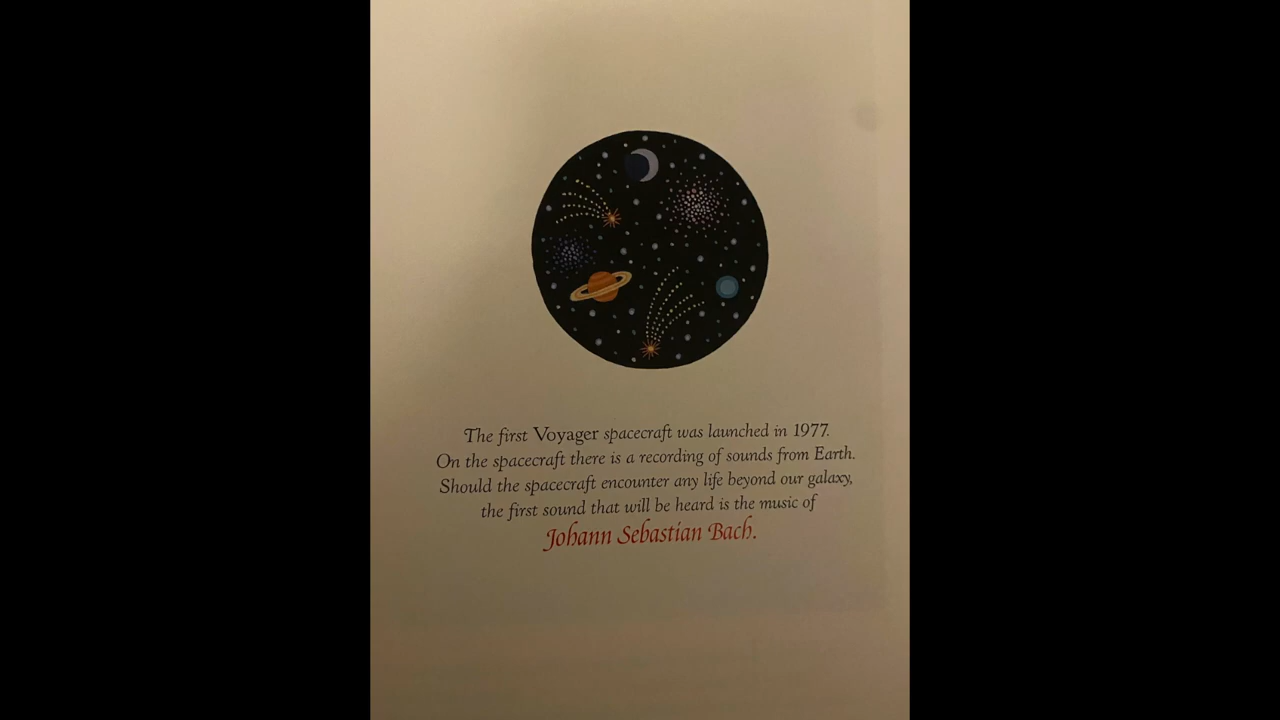 The first Voyager spacecraft was launched in 1977.
On the spacecraft there is a recording of sounds from Earth.
Should the spacecraft encounter any life beyond our galaxy,
the first sound that will be heard is the music of
Johann Sebastian Bach.